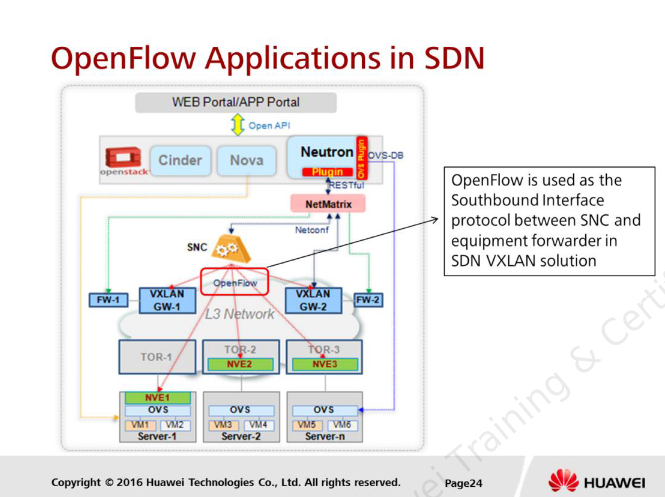 OpenFlow Applications in SDN
WEB Portal/APP Portal
Open API
openstack
Cinder
Nova
Neutron
Plugin
OVS Plugin
OVS-DB
RESTful
NetMatrix
Netconf
SNC
OpenFlow
FW-1
VXLAN
GW-1
VXLAN
GW-2
FW-2
L3 Network
TOR-1
TOR-2
NVE2
TOR-3
NVE3
NVE1
OVS
VM1
VM2
Server-1
OVS
VM3
VM4
Server-2
OVS
VM5
VM6
Server-n
OpenFlow is used as the
Southbound Interface
protocol between SNC and
equipment forwarder in
SDN VXLAN solution
Training &
Copyright © 2016 Huawei Technologies Co., Ltd. All rights reserved.
Page24
HUAWEI